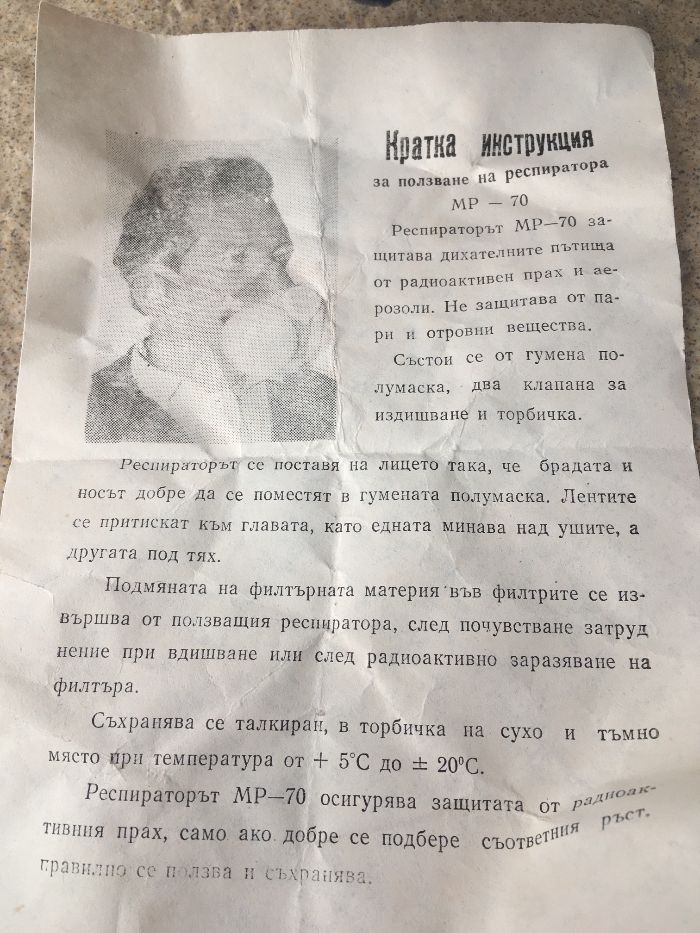 Кратка инструкция
за ползване на респиратора
МР — 70
Респираторът МР—70 за-
щитава дихателните пътища
от радиоактивен прах и ае-
розоли. Не защитава от па-
ри и отровни вещества.
Състои се от гумена по-
лумаска, два клапана за
издишване и торбичка.
Респираторът се поставя на лицето така, че брадата и
носът добре да се поместят в гумената полумаска. Лентите
се притискат към главата, като едната минава над ушите, а
другата под тях.
Подмяната на филтърната материя във филтрите се из-
вършва от ползващия респиратора, след почувстване затруд
нение при вдишване или след радиоактивно заразяване на
филтъра.
Съхранява се талкиран, в торбичка на сухо и тъмно
място при температура от + 5°С до ± 20°С.
Респираторът МР—70 осигурява защитата от радиоак-
тивния прах, само ако добре се подбере съответния ръст.
правилно се ползва и съхранява.